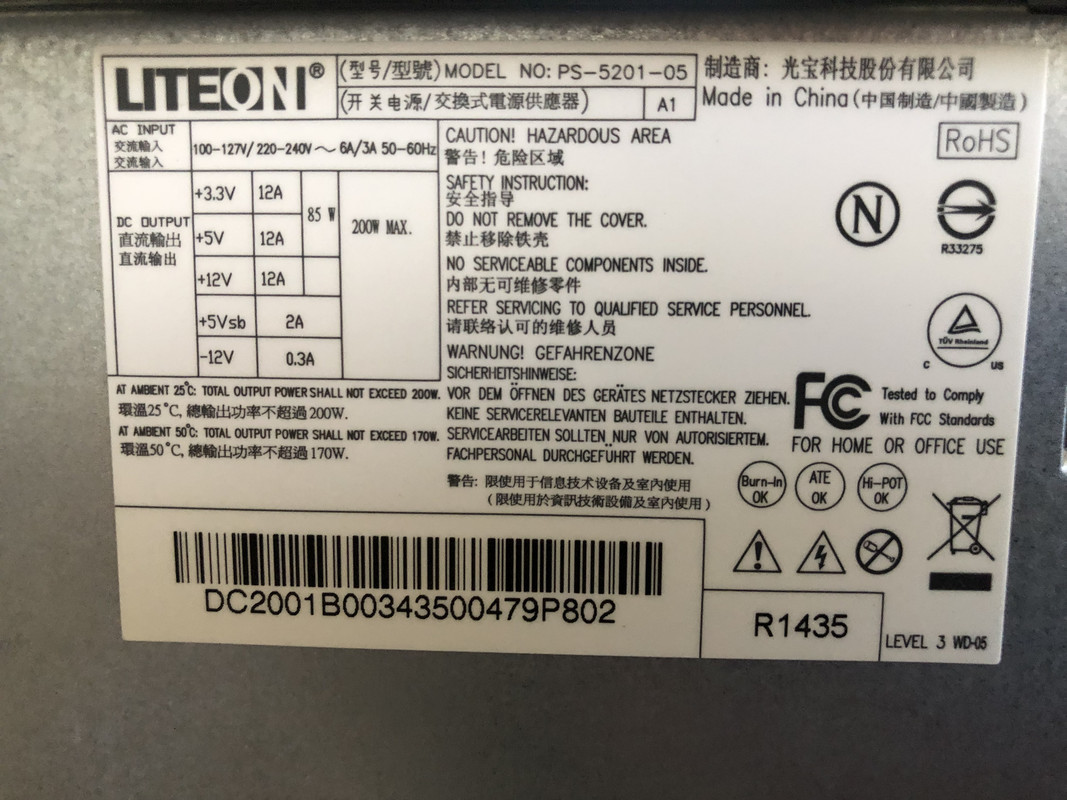 LITEON®
(型号/型號) MODEL NO: PS-5201-05
(开关电源/交換式電源供應器)
A1
制造商: 光宝科技股份有限公司
Made in China (中国制造/中國製造)
AC INPUT
交流輸入
交流输入
100-127V/ 220-240V ～ 6A/3A 50-60Hz
DC OUTPUT
直流輸出
直流输出
+3.3V 12A
+5V 12A
85 W
+12V 12A
+5Vsb 2A
-12V 0.3A
200W MAX.
AT AMBIENT 25°C: TOTAL OUTPUT POWER SHALL NOT EXCEED 200W.
環溫25°C, 總輸出功率不超過200W.
AT AMBIENT 50°C: TOTAL OUTPUT POWER SHALL NOT EXCEED 170W.
環溫50°C, 總輸出功率不超過170W.
CAUTION! HAZARDOUS AREA
警告! 危险区域
SAFETY INSTRUCTION:
安全指导
DO NOT REMOVE THE COVER.
禁止移除铁壳
NO SERVICEABLE COMPONENTS INSIDE.
内部无可维修零件
REFER SERVICING TO QUALIFIED SERVICE PERSONNEL.
请联络认可的维修人员
WARNUNG! GEFAHRENZONE
SICHERHEITSHINWEISE:
VOR DEM ÖFFNEN DES GERÄTES NETZSTECKER ZIEHEN.
KEINE SERVICERELEVANTEN BAUTEILE ENTHALTEN.
SERVICEARBEITEN SOLLTEN NUR VON AUTORISIERTEM.
FACHPERSONAL DURCHGEFÜHRT WERDEN.
警告: 限使用于信息技术设备及室内使用
(限使用於資訊技術設備及室內使用)
RoHS
N
R33275
TÜV Rheinland
C US
FC
Tested to Comply
With FCC Standards
FOR HOME OR OFFICE USE
Burn-In
OK
ATE
OK
Hi-POT
OK
DC2001B00343500479P802
R1435
LEVEL 3 WD-05